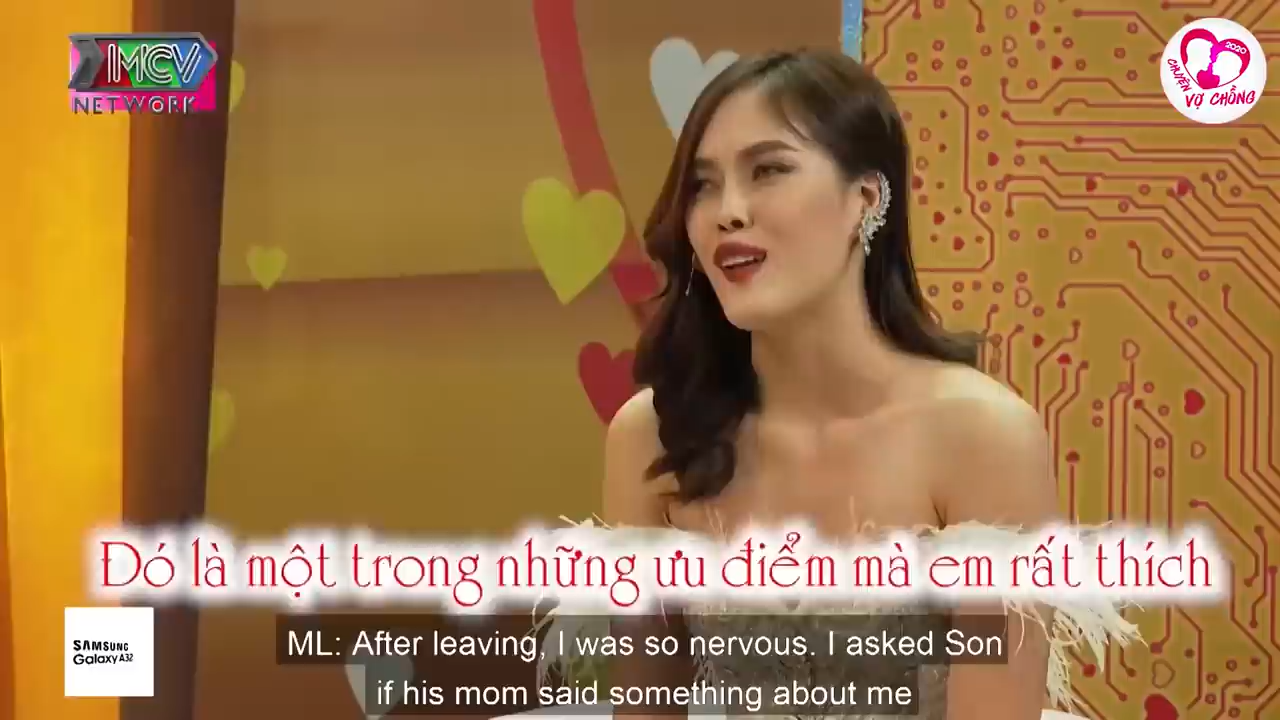 MCV
NETWORK
2020
CHUYỆN
VỢ CHỒNG
Đó là một trong những ưu điểm mà em rất thích
SAMSUNG
Galaxy A32
ML: After leaving, I was so nervous. I asked Son
if his mom said something about me